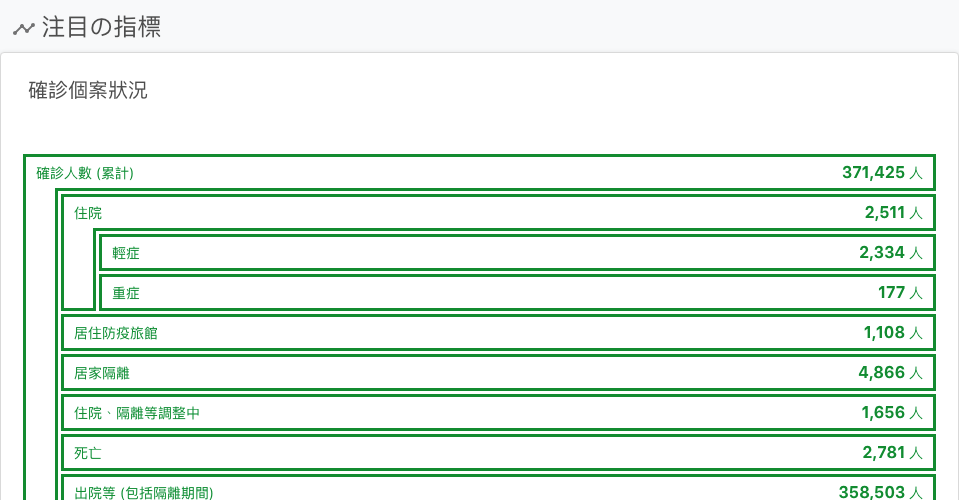 注目の指標
確診個案狀況
確診人數 (累計) 371,425 人
住院 2,511 人
輕症 2,334 人
重症 177 人
居住防疫旅館 1,108 人
居家隔離 4,866 人
住院、隔離等調整中 1,656 人
死亡 2,781 人
出院等 (包括隔離期間) 358,503 人